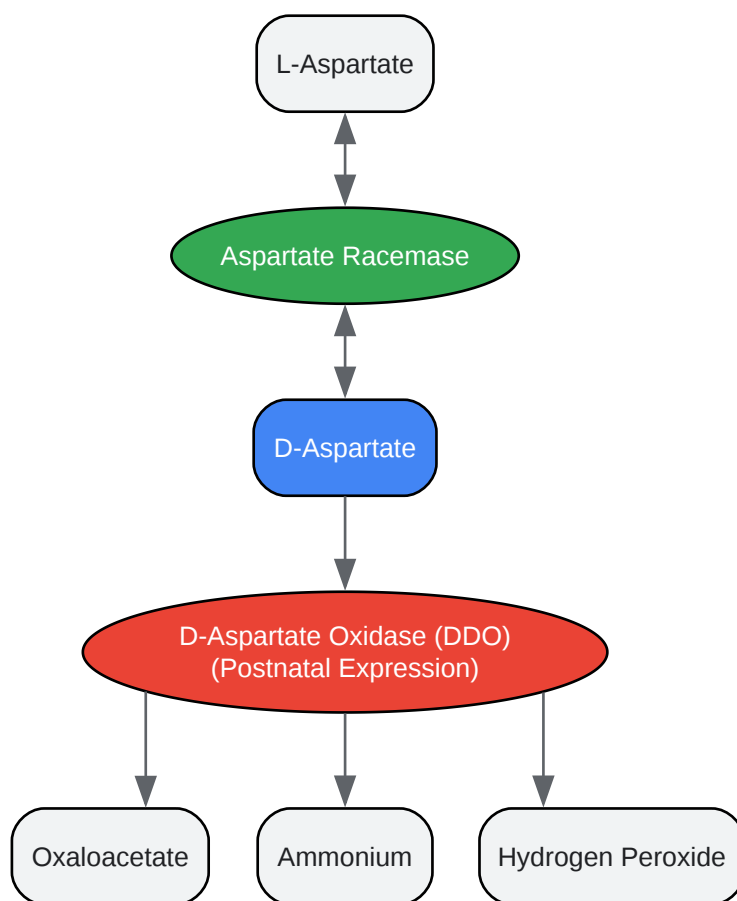 L-Aspartate
Aspartate Racemase
D-Aspartate
D-Aspartate Oxidase (DDO)
(Postnatal Expression)
Oxaloacetate
Ammonium
Hydrogen Peroxide